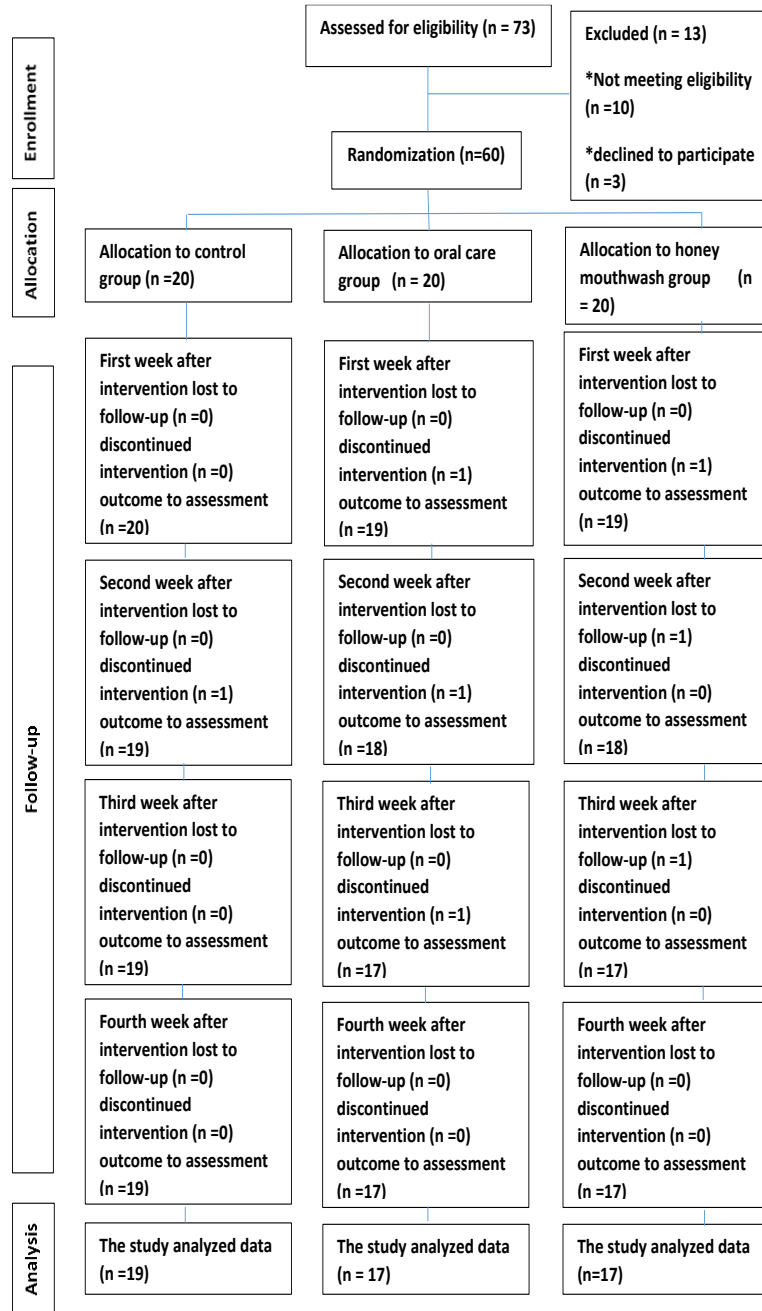 Assessed for eligibility (n = 73)
Excluded (n = 13)
*Not meeting eligibility
(n =10)
*declined to participate
(n =3)
Enrollment
Randomization (n=60)
Allocation
Allocation to control
group (n =20)
Allocation to oral care
group (n = 20)
Allocation to honey
mouthwash group (n
= 20)
Follow-up
First week after
intervention lost to
follow-up (n =0)
discontinued
intervention (n =0)
outcome to assessment
(n =20)
First week after
intervention lost to
follow-up (n =0)
discontinued
intervention (n =1)
outcome to assessment
(n =19)
First week after
intervention lost to
follow-up (n =0)
discontinued
intervention (n =1)
outcome to assessment
(n =19)
Second week after
intervention lost to
follow-up (n =0)
discontinued
intervention (n =1)
outcome to assessment
(n =19)
Second week after
intervention lost to
follow-up (n =0)
discontinued
intervention (n =1)
outcome to assessment
(n =18)
Second week after
intervention lost to
follow-up (n =1)
discontinued
intervention (n =0)
outcome to assessment
(n =18)
Third week after
intervention lost to
follow-up (n =0)
discontinued
intervention (n =0)
outcome to assessment
(n =19)
Third week after
intervention lost to
follow-up (n =0)
discontinued
intervention (n =1)
outcome to assessment
(n =17)
Third week after
intervention lost to
follow-up (n =1)
discontinued
intervention (n =0)
outcome to assessment
(n =17)
Fourth week after
intervention lost to
follow-up (n =0)
discontinued
intervention (n =0)
outcome to assessment
(n =19)
Fourth week after
intervention lost to
follow-up (n =0)
discontinued
intervention (n =0)
outcome to assessment
(n =17)
Fourth week after
intervention lost to
follow-up (n =0)
discontinued
intervention (n =0)
outcome to assessment
(n =17)
Analysis
The study analyzed data
(n =19)
The study analyzed data
(n = 17)
The study analyzed data
(n=17)